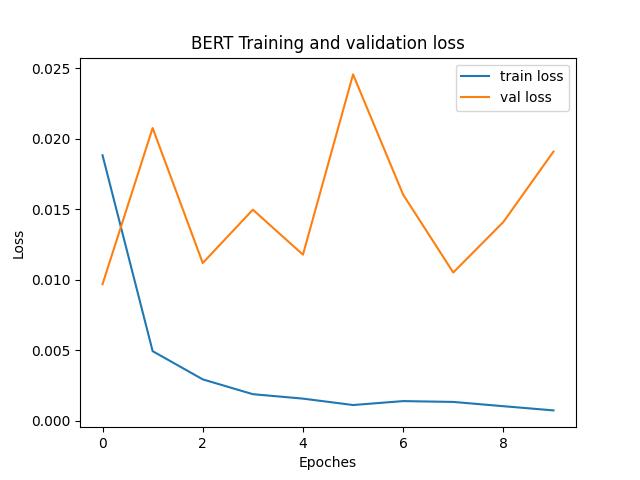 BERT Training and validation loss
train loss
val loss
Loss
0.025
0.020
0.015
0.010
0.005
0.000
0 2 4 6 8
Epoches